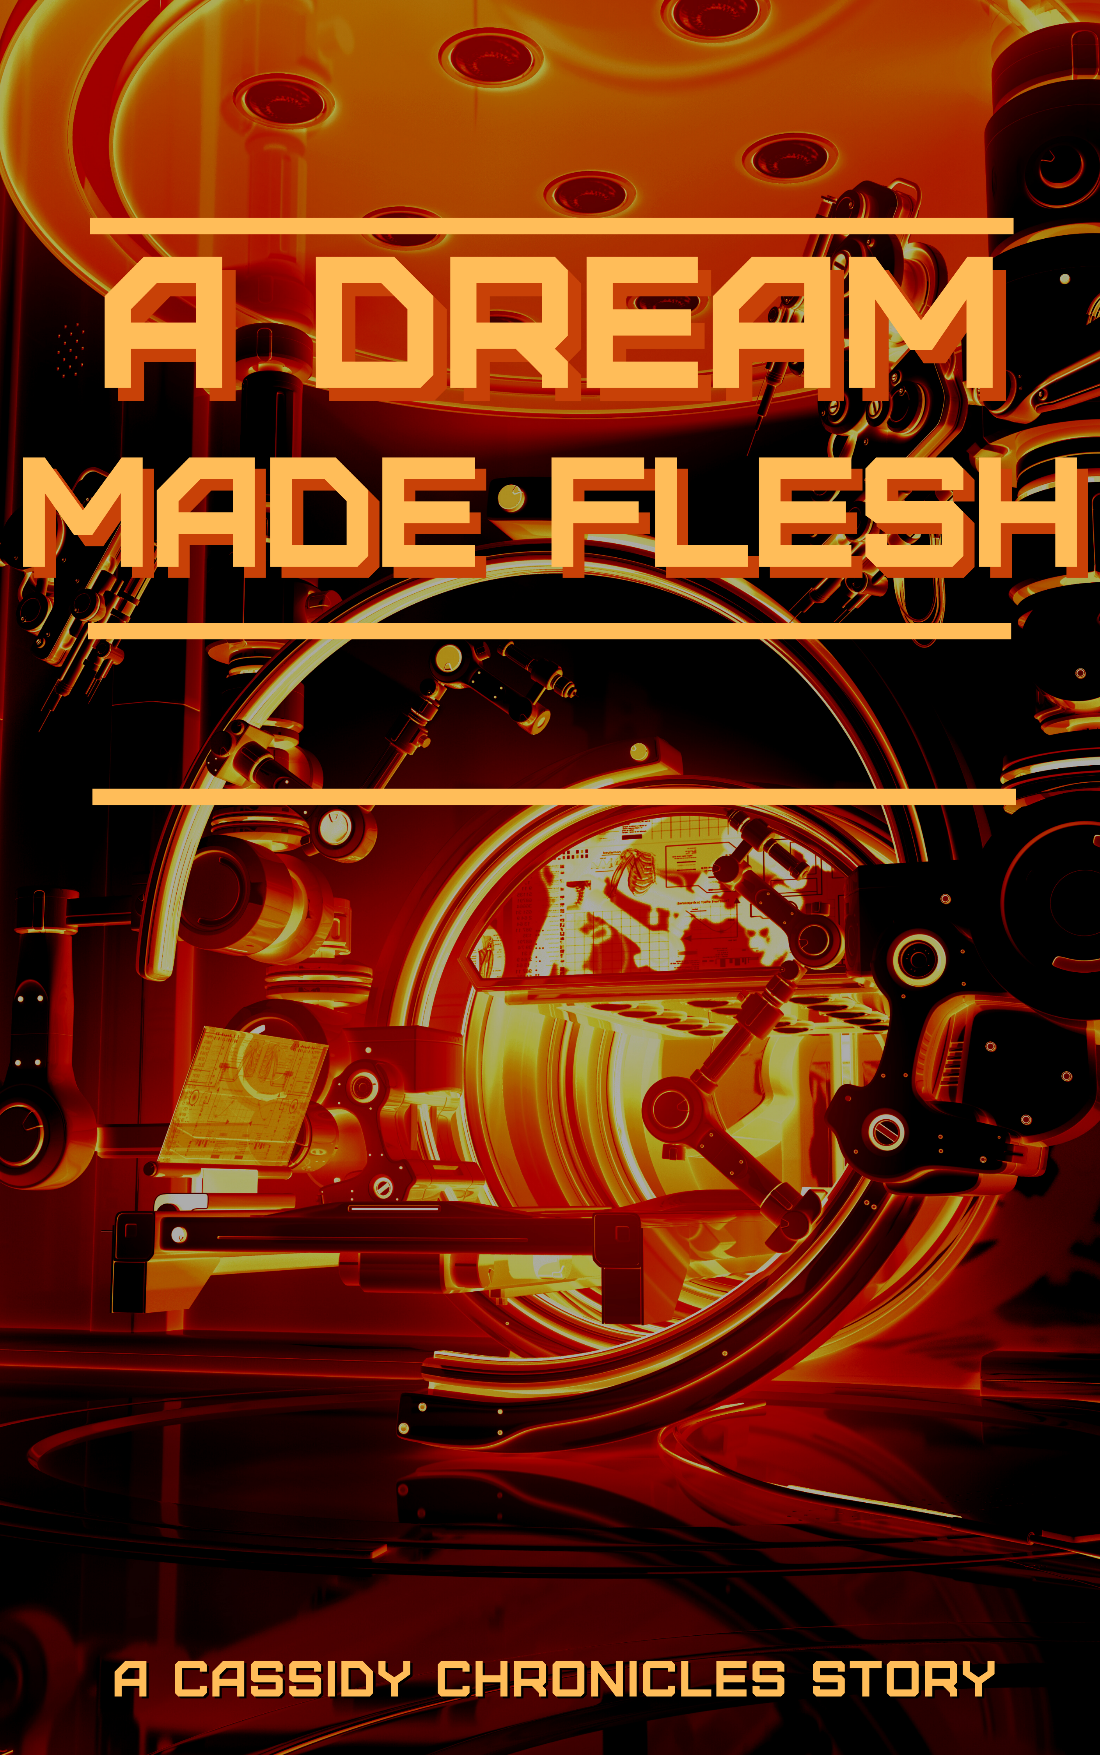 A DREAM
MADE FLESH
A CASSIDY CHRONICLES STORY